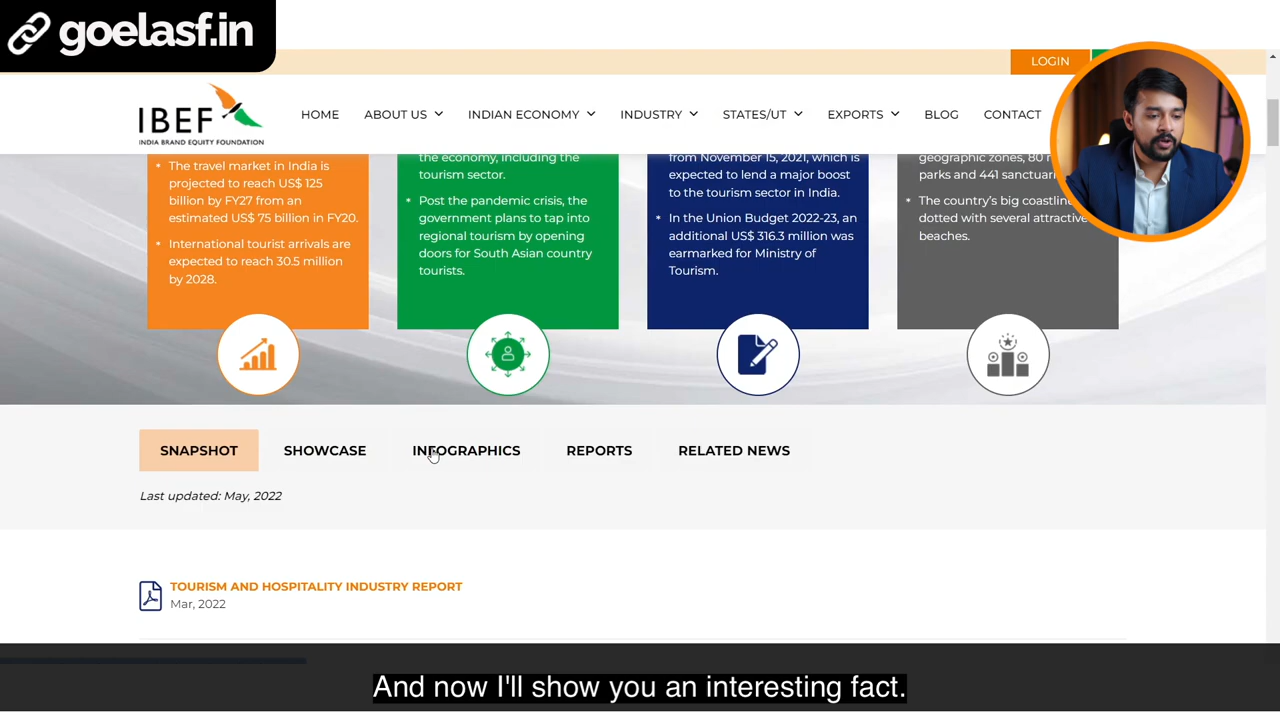 goelasf.in
LOGIN
IBEF
INDIA BRAND EQUITY FOUNDATION
HOME
ABOUT US
INDIAN ECONOMY
INDUSTRY
STATES/UT
EXPORTS
BLOG
CONTACT
* The travel market in India is
projected to reach US$ 125
billion by FY27 from an
estimated US$ 75 billion in FY20.
* International tourist arrivals are
expected to reach 30.5 million
by 2028.
the economy, including the
tourism sector.
* Post the pandemic crisis, the
government plans to tap into
regional tourism by opening
doors for South Asian country
tourists.
from November 15, 2021, which is
expected to lend a major boost
to the tourism sector in India.
* In the Union Budget 2022-23, an
additional US$ 316.3 million was
earmarked for Ministry of
Tourism.
geographic zones, 80
parks and 441
* The country's big
dotted with several attractive
beaches.
SNAPSHOT
SHOWCASE
INFOGRAPHICS
REPORTS
RELATED NEWS
Last updated: May, 2022
TOURISM AND HOSPITALITY INDUSTRY REPORT
Mar, 2022
And now I'll show you an interesting fact.